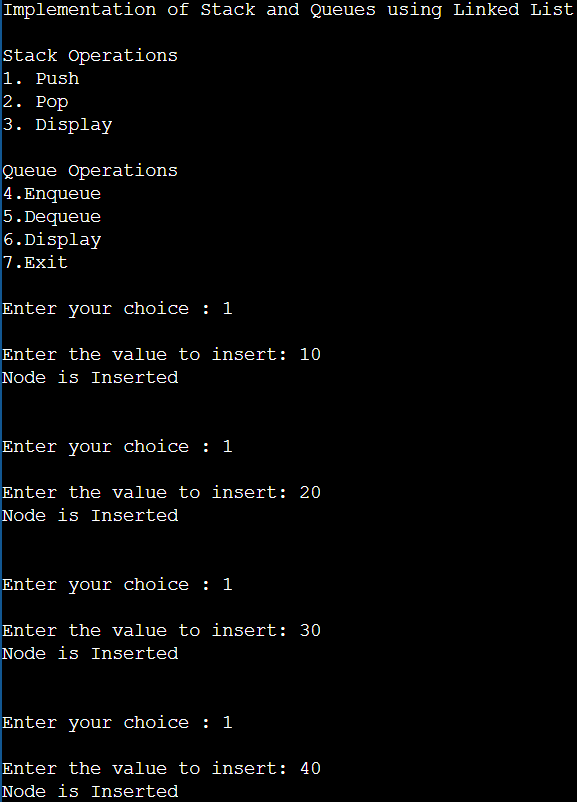 Implementation of Stack and Queues using Linked List
Stack Operations
1. Push
2. Pop
3. Display
Queue Operations
4.Enqueue
5.Dequeue
6.Display
7.Exit
Enter your choice : 1
Enter the value to insert: 10
Node is Inserted
Enter your choice : 1
Enter the value to insert: 20
Node is Inserted
Enter your choice : 1
Enter the value to insert: 30
Node is Inserted
Enter your choice : 1
Enter the value to insert: 40
Node is Inserted